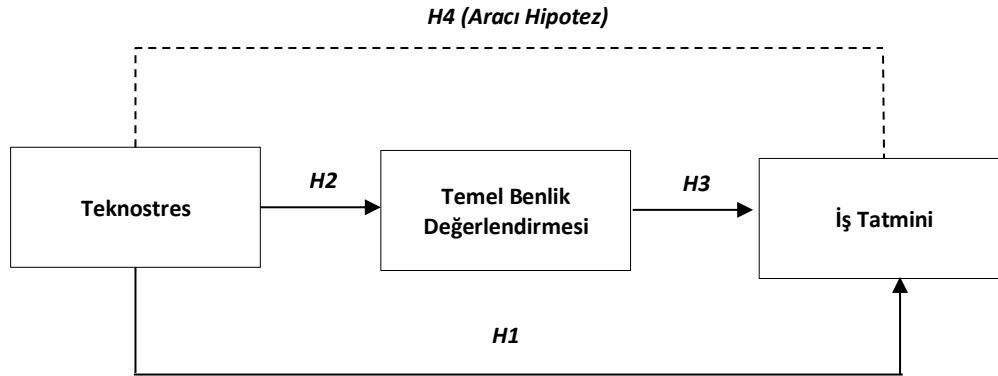 H4 (Aracı Hipotez)
Teknostres
H2
Temel Benlik
Değerlendirmesi
H3
İş Tatmini
H1